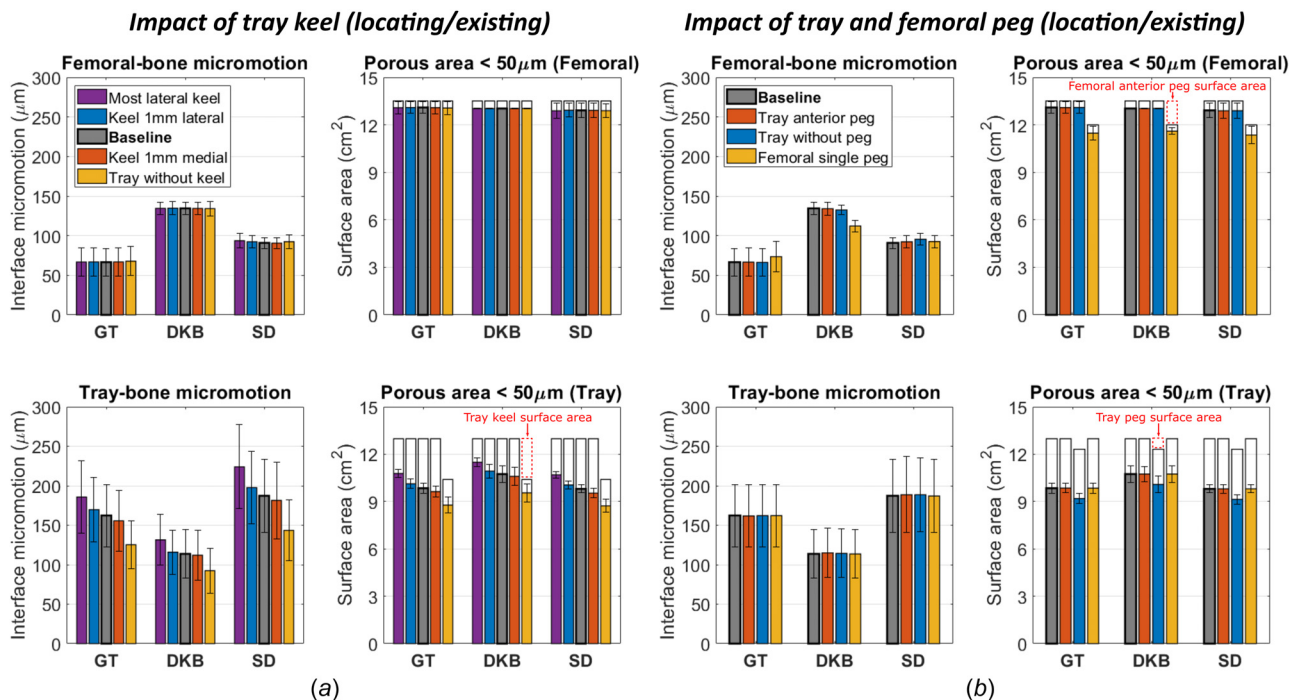 Impact of tray keel (locating/existing)
Impact of tray and femoral peg (location/existing)
Femoral-bone micromotion
Interface micromotion (μm)
300
250
200
150
100
50
0
Most lateral keel
Keel 1mm lateral
Baseline
Keel 1mm medial
Tray without keel
GT DKB SD
Porous area < 50μm (Femoral)
Surface area (cm²)
15
12
9
6
3
0
GT DKB SD
Femoral-bone micromotion
Interface micromotion (μm)
300
250
200
150
100
50
0
Baseline
Tray anterior peg
Tray without peg
Femoral single peg
GT DKB SD
Porous area < 50μm (Femoral)
Surface area (cm²)
15
12
9
6
3
0
Femoral anterior peg surface area
GT DKB SD
Tray-bone micromotion
Interface micromotion (μm)
300
250
200
150
100
50
0
GT DKB SD
Porous area < 50μm (Tray)
Surface area (cm²)
15
12
9
6
3
0
Tray keel surface area
GT DKB SD
Tray-bone micromotion
Interface micromotion (μm)
300
250
200
150
100
50
0
GT DKB SD
Porous area < 50μm (Tray)
Surface area (cm²)
15
12
9
6
3
0
Tray peg surface area
GT DKB SD
(a)
(b)